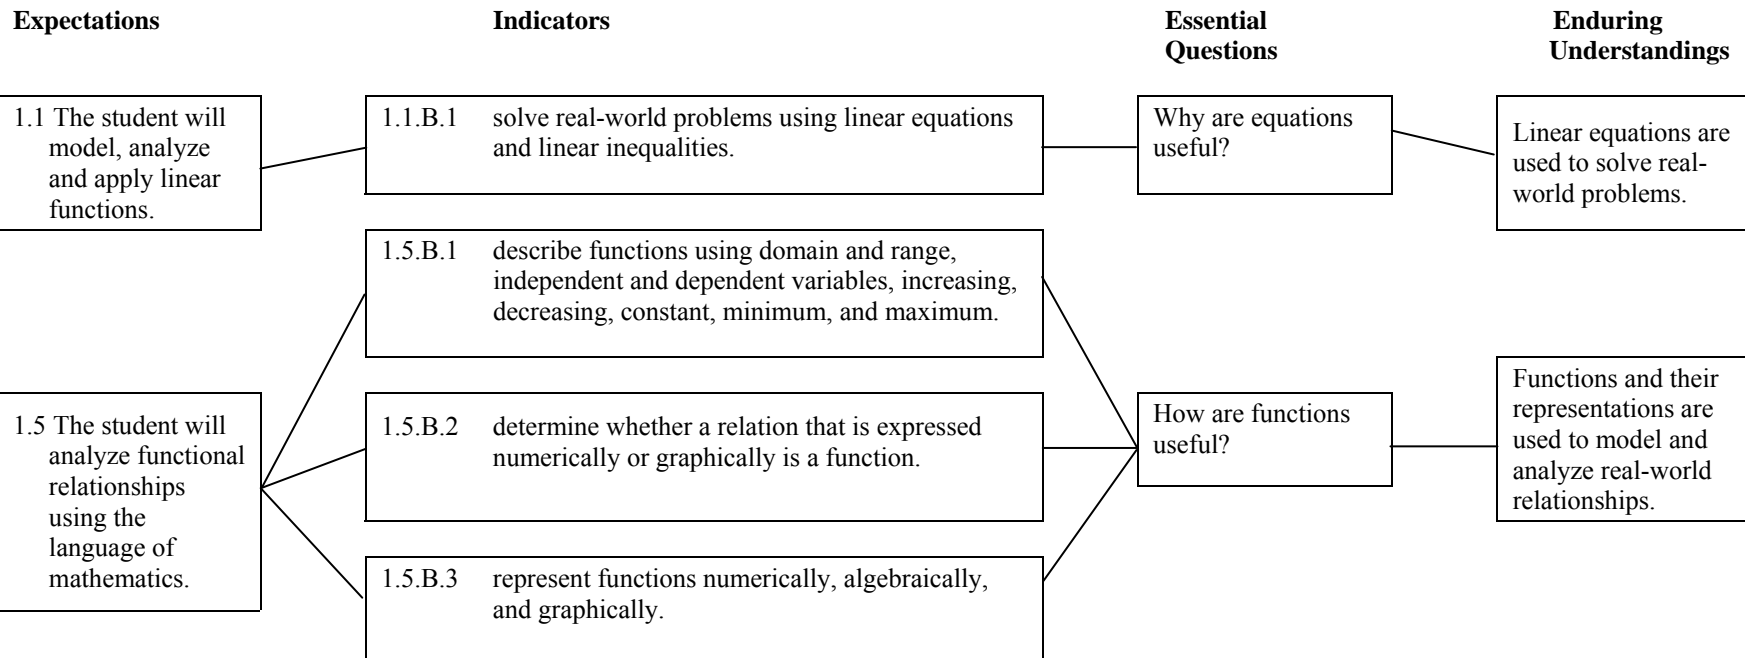 Expectations
Indicators
Essential
Questions
Enduring
Understandings
1.1 The student will
model, analyze
and apply linear
functions.
1.1.B.1 solve real-world problems using linear equations
and linear inequalities.
Why are equations
useful?
Linear equations are
used to solve real-
world problems.
1.5.B.1 describe functions using domain and range,
independent and dependent variables, increasing,
decreasing, constant, minimum, and maximum.
1.5 The student will
analyze functional
relationships
using the
language of
mathematics.
1.5.B.2 determine whether a relation that is expressed
numerically or graphically is a function.
1.5.B.3 represent functions numerically, algebraically,
and graphically.
How are functions
useful?
Functions and their
representations are
used to model and
analyze real-world
relationships.